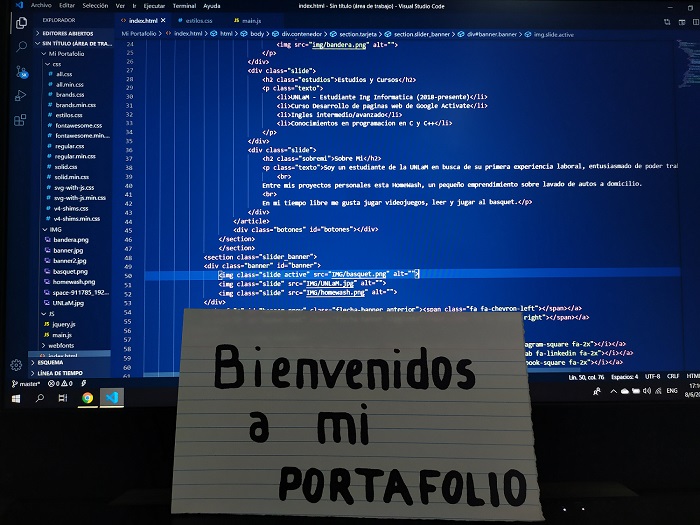 index.html - Sin título (área de trabajo) - Visual Studio Code
Ir Ejecutar Terminal Ayuda
EXPLORADOR
index.html
estilos.css
main.js
EDITORES ABIERTOS
Mi Portafolio > index.html > html > body > div.contenedor > section.tarjeta > section.slider_banner > div#banner.banner > img.slide.active
SIN TÍTULO (ÁREA DE TRA...
Mi Portafolio
css
all.css
all.min.css
brands.css
brands.min.css
estilos.css
fontawesome.css
fontawesome.min....
regular.css
regular.min.css
solid.css
solid.min.css
svg-with-js.css
svg-with-js.min.css
v4-shims.css
v4-shims.min.css
IMG
bandera.png
banner.jpg
banner2.jpg
basquet.png
homewash.png
space-911785_192...
UNLaM.jpg
JS
jquery.js
main.js
webfonts
index.html
ESQUEMA
LÍNEA DE TIEMPO
24 <img src="img/bandera.png" alt="">
25 </p>
26 </div>
27 <div class="slide">
28 <h2 class="estudios">Estudios y Cursos</h2>
29 <p class="texto">
30 <li>UNLaM - Estudiante Ing Informatica (2018-presente)</li>
31 <li>Curso Desarrollo de paginas web de Google Activate</li>
32 <li>Ingles intermedio/avanzado</li>
33 <li>Conocimientos en programacion en C y C++</li>
34 </p>
35 </div>
36 <div class="slide">
37 <h2 class="sobremi">Sobre Mi</h2>
38 <p class="texto">Soy un estudiante de la UNLaM en busca de su primera experiencia laboral, entusiasmado de poder tra
39 <br>
40 Entre mis proyectos personales esta HomeWash, un pequeño emprendimiento sobre lavado de autos a domicilio.
41 <br>
42 En mi tiempo libre me gusta jugar videojuegos, leer y jugar al basquet.</p>
43 </div>
44 </article>
45 <div class="botones" id="botones"></div>
46 </section>
47 </section>
48 <section class="slider_banner">
49 <div class="banner" id="banner">
50 <img class="slide active" src="IMG/basquet.png" alt="">
51 <img class="slide" src="IMG/UNLaM.jpg" alt="">
52 <img class="slide" src="IMG/homewash.png" alt="">
53 </div>
class="flecha-banner anterior"><span class="fa fa-chevron-left"></span></a>
right"></span></a>
agram-square fa-2x"></i></a>
ab fa-linkedin fa-2x"></i></a>
ook-square fa-2x"></i></a>
master*
0 0
Lín. 50, col. 76 Espacios: 4 UTF-8 CRLF HTML
ENG
Bienvenidos
a mi
PORTAFOLIO